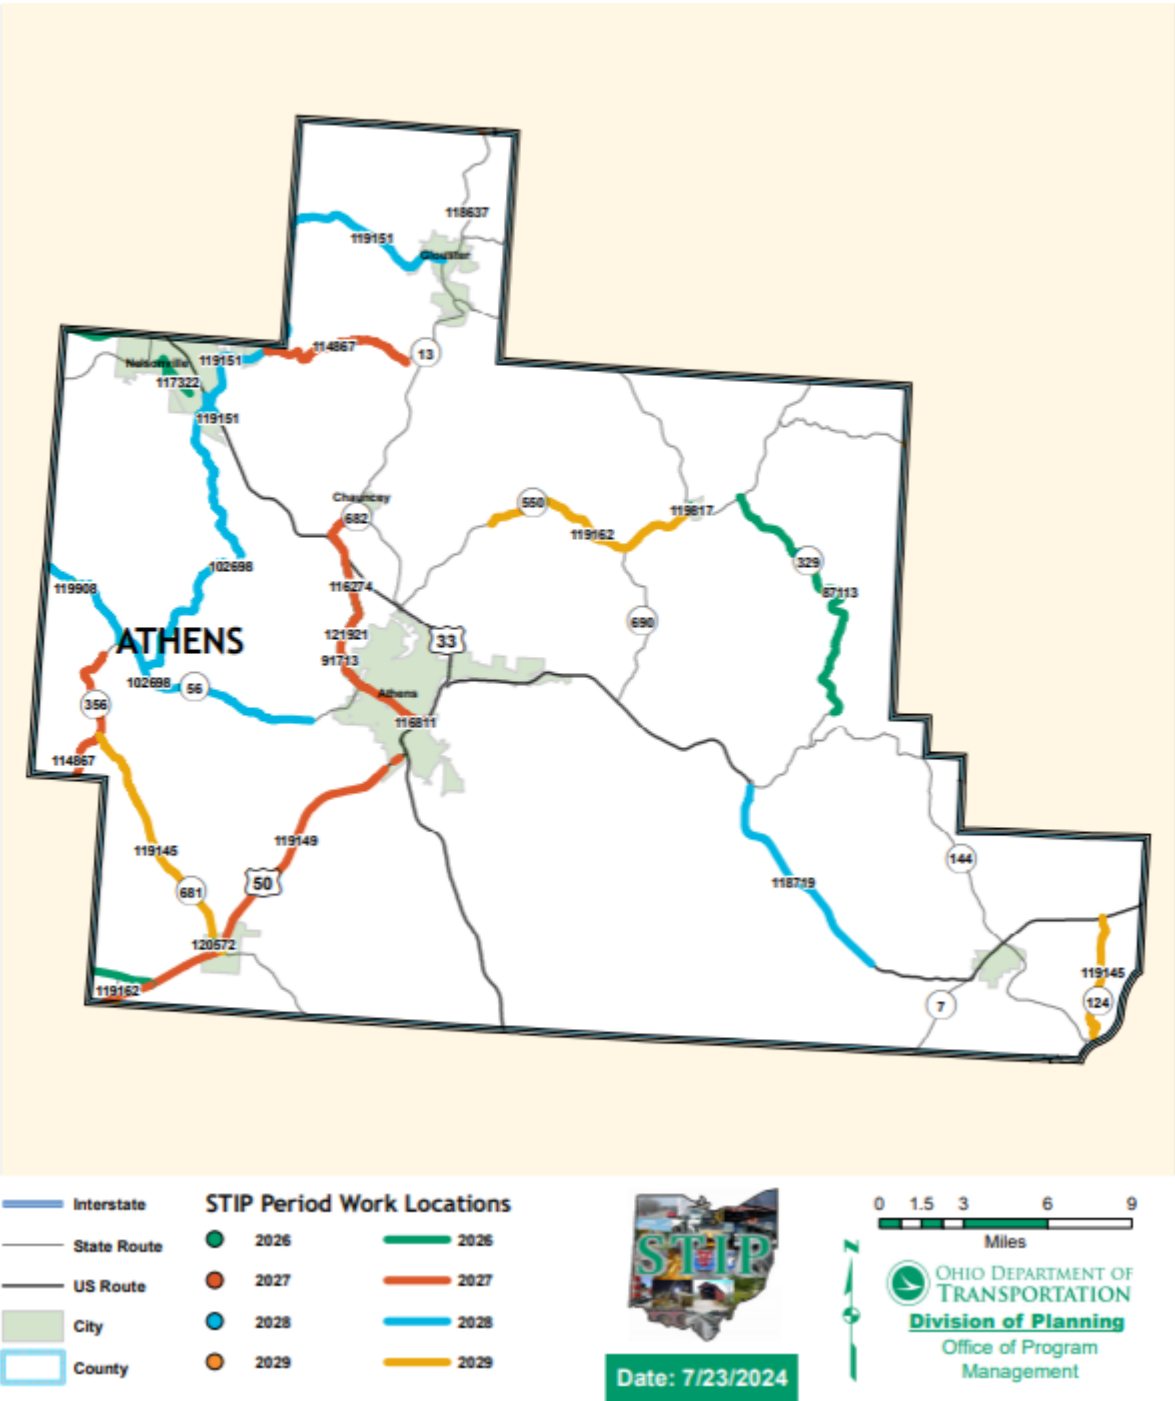 118637
119151
Glouster
114867
13
Nelsonville
119151
117322
119151
Chauncey
682
550
119817
119162
329
87113
102698
119908
116274
690
121921
33
ATHENS
91713
102698
56
Athens
356
116811
114867
119149
119145
144
118719
681
50
120572
119145
119162
7
124
Interstate
State Route
US Route
City
County
STIP Period Work Locations
2026
2026
2027
2027
2028
2028
2029
2029
STIP
Date: 7/23/2024
N
0 1.5 3 6 9
Miles
OHIO DEPARTMENT OF
TRANSPORTATION
Division of Planning
Office of Program
Management